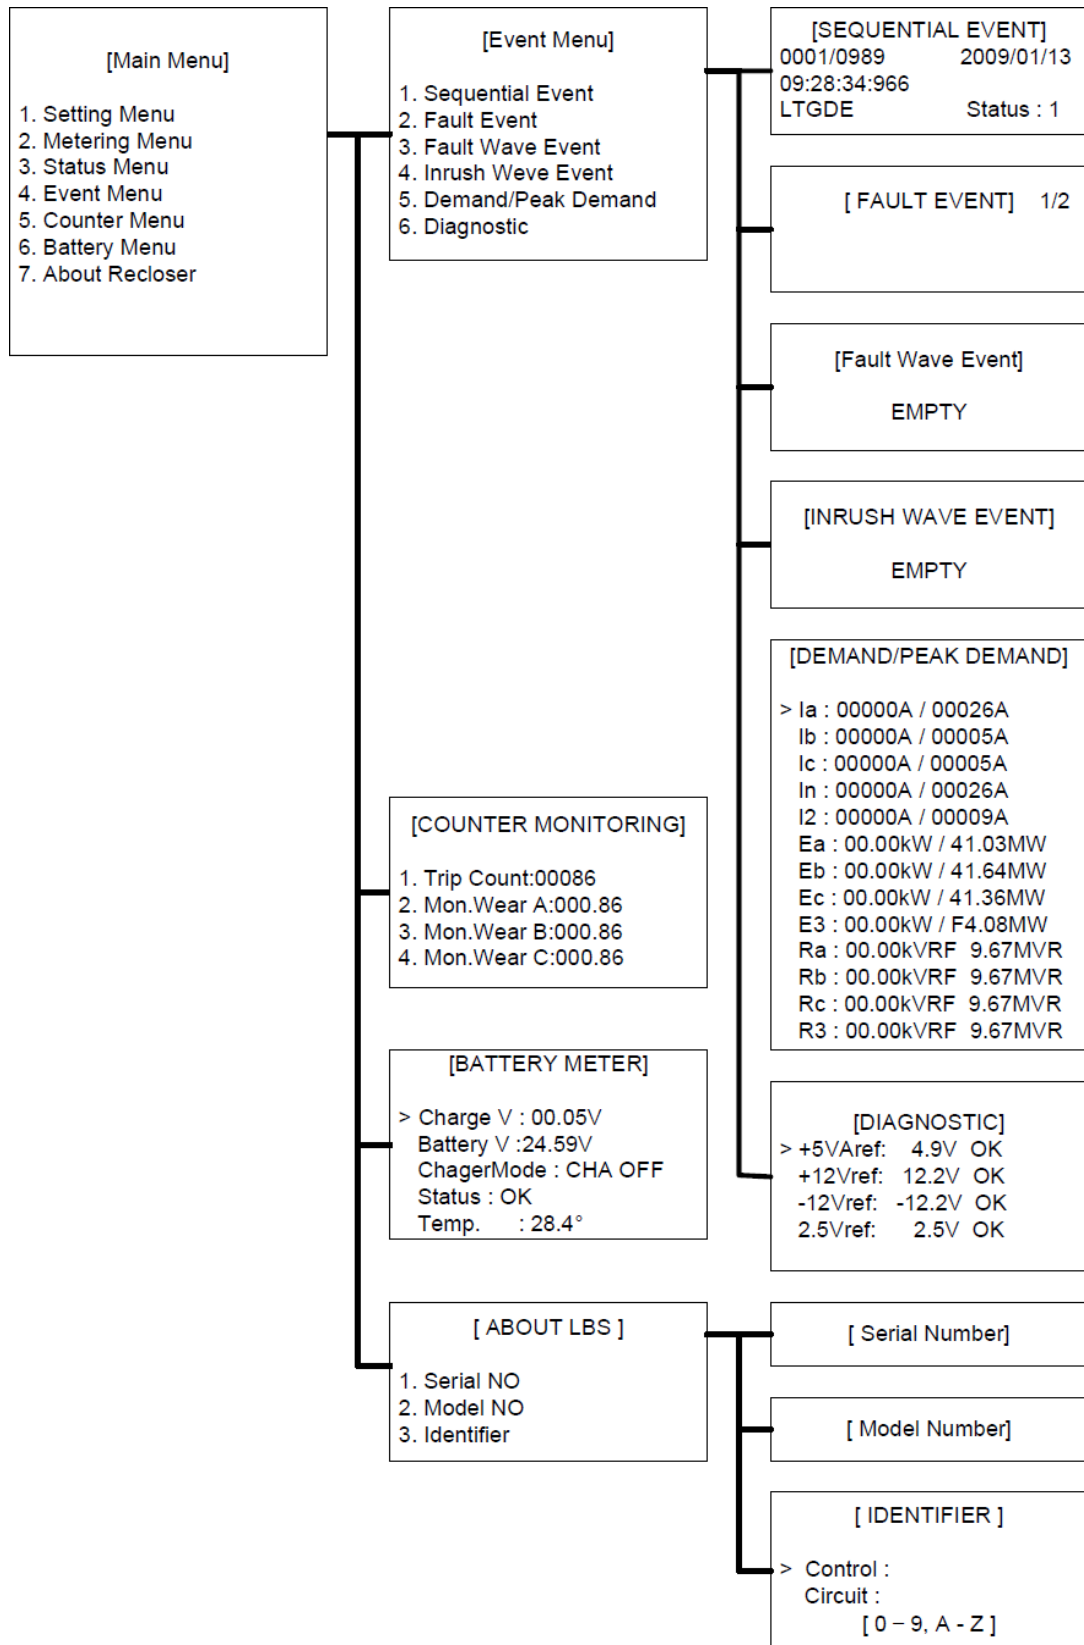 [Main Menu]
1. Setting Menu
2. Metering Menu
3. Status Menu
4. Event Menu
5. Counter Menu
6. Battery Menu
7. About Recloser
[Event Menu]
1. Sequential Event
2. Fault Event
3. Fault Wave Event
4. Inrush Weve Event
5. Demand/Peak Demand
6. Diagnostic
[SEQUENTIAL EVENT]
0001/0989 2009/01/13
09:28:34:966
LTGDE Status : 1
[ FAULT EVENT] 1/2
[Fault Wave Event]
EMPTY
[INRUSH WAVE EVENT]
EMPTY
[DEMAND/PEAK DEMAND]
> Ia : 00000A / 00026A
Ib : 00000A / 00005A
Ic : 00000A / 00005A
In : 00000A / 00026A
I2 : 00000A / 00009A
Ea : 00.00kW / 41.03MW
Eb : 00.00kW / 41.64MW
Ec : 00.00kW / 41.36MW
E3 : 00.00kW / F4.08MW
Ra : 00.00kVRF 9.67MVR
Rb : 00.00kVRF 9.67MVR
Rc : 00.00kVRF 9.67MVR
R3 : 00.00kVRF 9.67MVR
[DIAGNOSTIC]
> +5VAref: 4.9V OK
+12Vref: 12.2V OK
-12Vref: -12.2V OK
2.5Vref: 2.5V OK
[COUNTER MONITORING]
1. Trip Count:00086
2. Mon.Wear A:000.86
3. Mon.Wear B:000.86
4. Mon.Wear C:000.86
[BATTERY METER]
> Charge V : 00.05V
Battery V :24.59V
ChagerMode : CHA OFF
Status : OK
Temp. : 28.4°
[ ABOUT LBS ]
1. Serial NO
2. Model NO
3. Identifier
[ Serial Number]
[ Model Number]
[ IDENTIFIER ]
> Control :
Circuit :
[ 0 – 9, A - Z ]